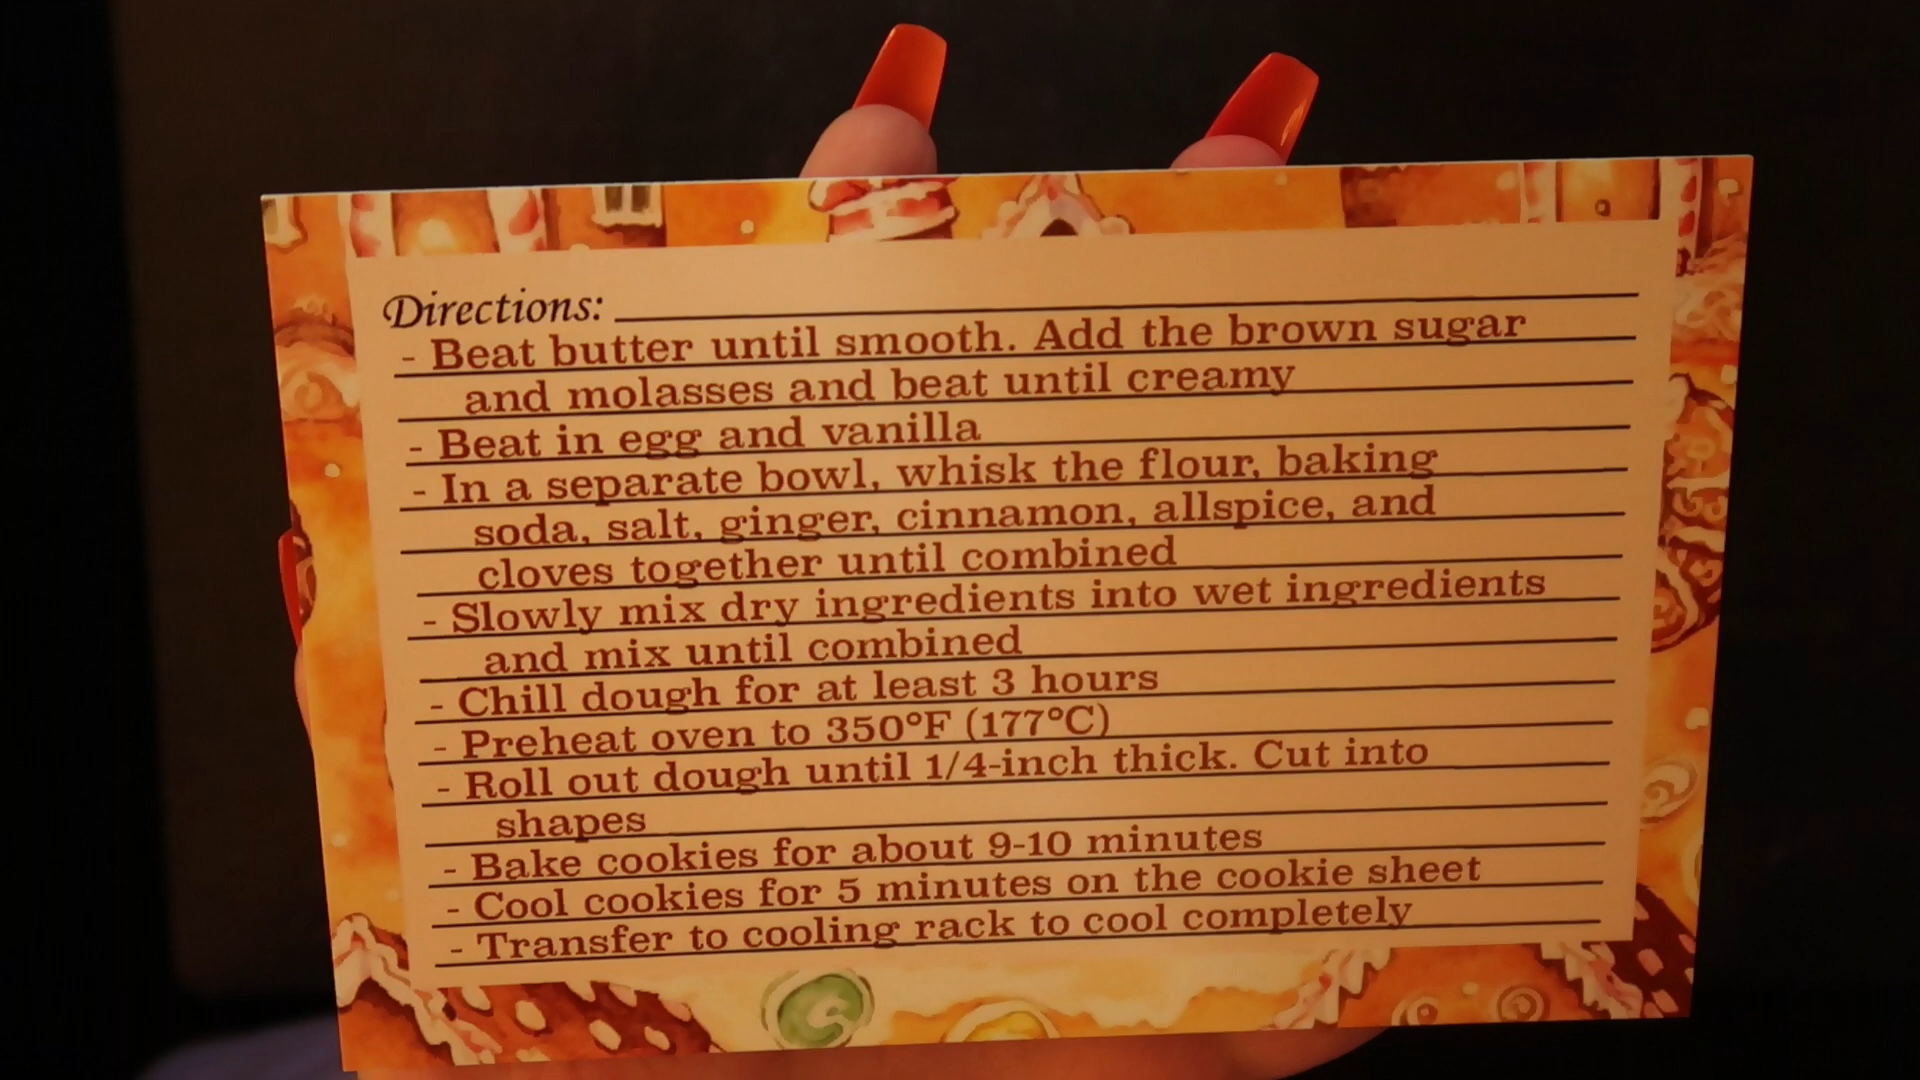 Directions:
- Beat butter until smooth. Add the brown sugar
and molasses and beat until creamy
- Beat in egg and vanilla
- In a separate bowl, whisk the flour, baking
soda, salt, ginger, cinnamon, allspice, and
cloves together until combined
- Slowly mix dry ingredients into wet ingredients
and mix until combined
- Chill dough for at least 3 hours
- Preheat oven to 350°F (177°C)
- Roll out dough until 1/4-inch thick. Cut into
shapes
- Bake cookies for about 9-10 minutes
- Cool cookies for 5 minutes on the cookie sheet
- Transfer to cooling rack to cool completely